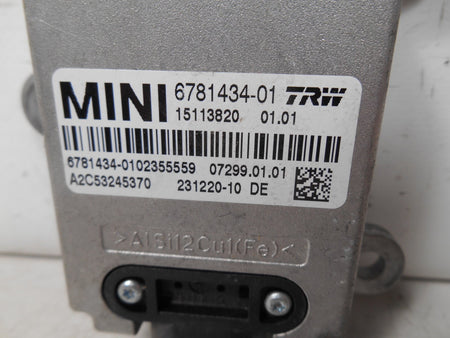 MINI 6781434-01 TRW
15113820 01.01
6781434-0102355559 07299.01.01
A2C53245370 231220-10 DE
>AlSi12Cu1(Fe)<